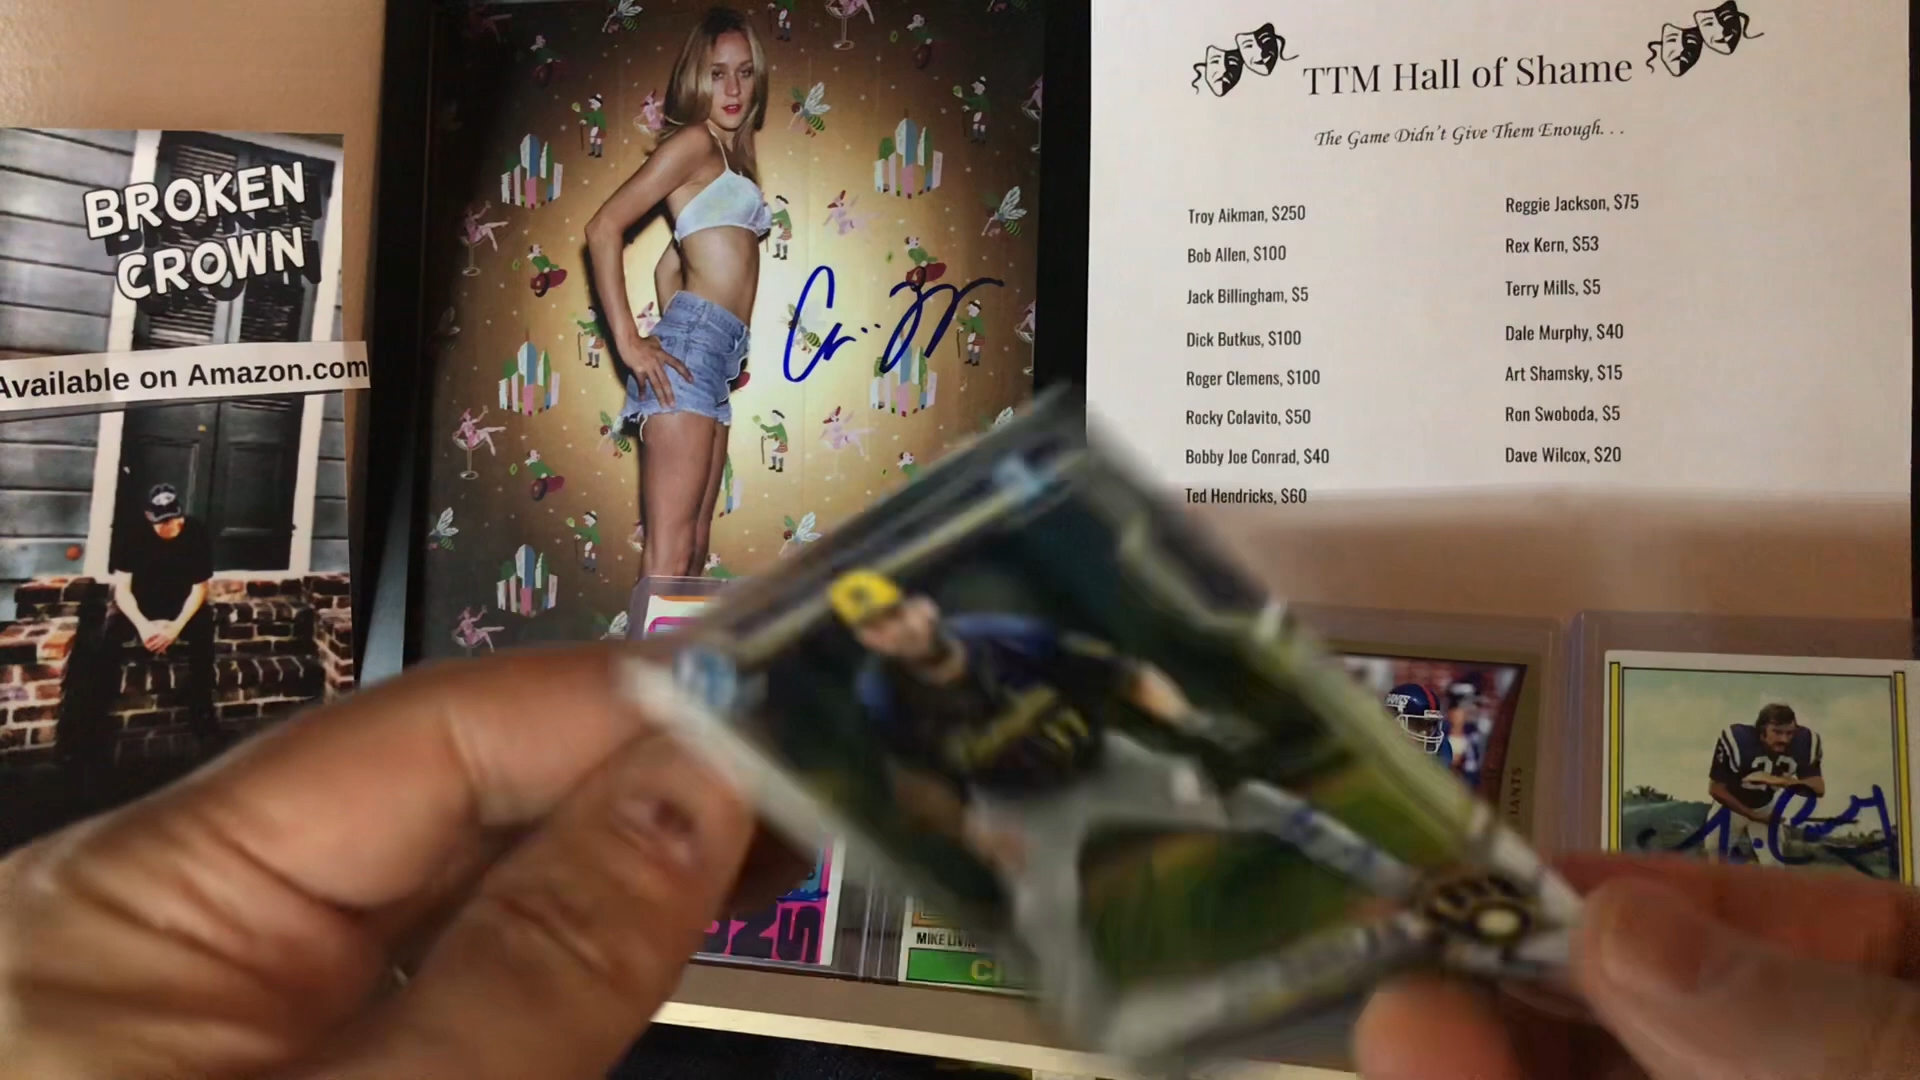 BROKEN
CROWN
Available on Amazon.com
TTM Hall of Shame
The Game Didn't Give Them Enough. . .
Troy Aikman, $250
Bob Allen, $100
Jack Billingham, $5
Dick Butkus, $100
Roger Clemens, $100
Rocky Colavito, $50
Bobby Joe Conrad, $40
Ted Hendricks, $60
Reggie Jackson, $75
Rex Kern, $53
Terry Mills, $5
Dale Murphy, $40
Art Shamsky, $15
Ron Swoboda, $5
Dave Wilcox, $20
33
MIKE